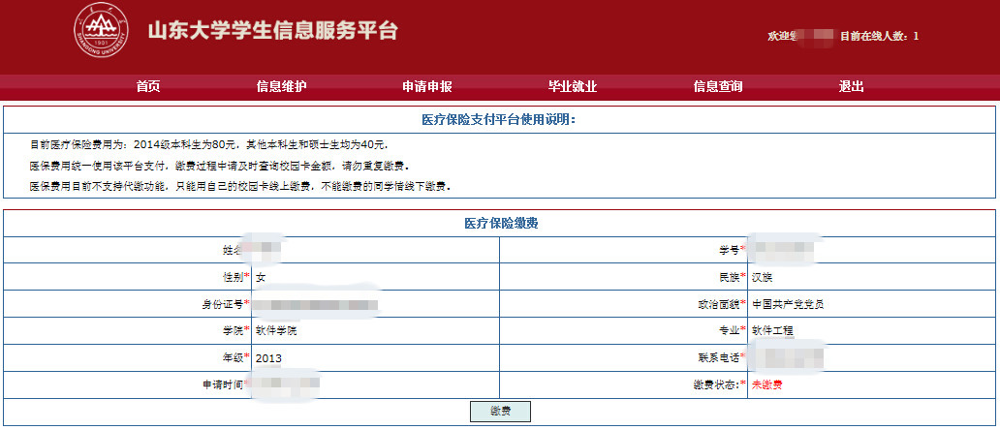 山东大学学生信息服务平台
SHANDONG UNIVERSITY
1901
欢迎您 目前在线人数：1
首页 信息维护 申请申报 毕业就业 信息查询 退出
医疗保险支付平台使用说明：
目前医疗保险费用为：2014级本科生为80元，其他本科生和硕士生均为40元．
医保费用统一使用该平台支付，缴费过程中请及时查询校园卡金额，请勿重复缴费．
医保费用目前不支持代缴功能，只能用自己的校园卡线上缴费，不能缴费的同学情线下缴费．
医疗保险缴费
姓名 学号*
性别* 女 民族* 汉族
身份证号* 政治面貌* 中国共产党党员
学院* 软件学院 专业* 软件工程
年级* 2013 联系电话*
申请时间* 缴费状态:* 未缴费
缴费